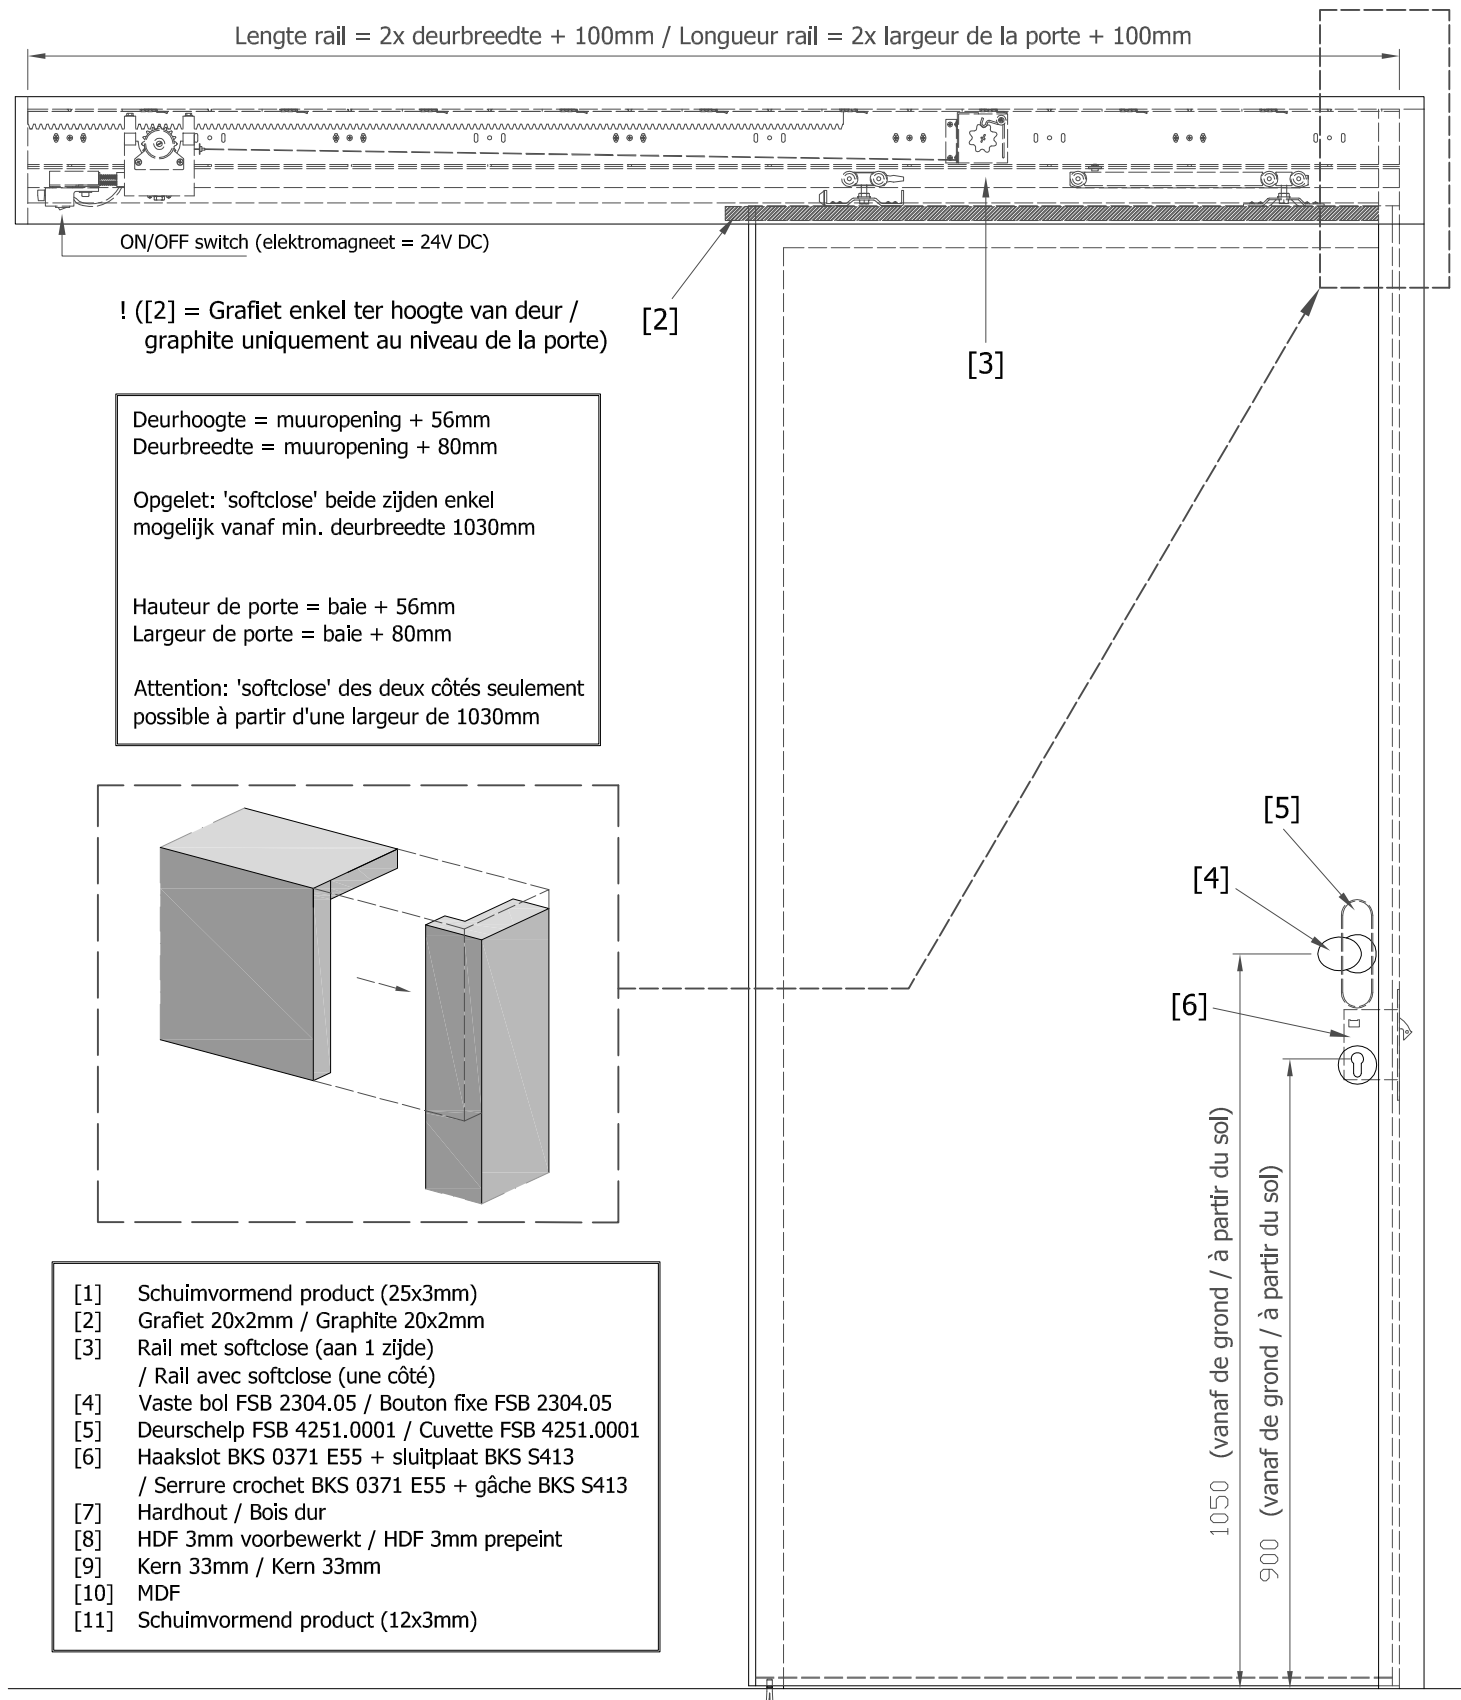 Lengte rail = 2x deurbreedte + 100mm / Longueur rail = 2x largeur de la porte + 100mm
ON/OFF switch (elektromagneet = 24V DC)
! ([2] = Grafiet enkel ter hoogte van deur /
graphite uniquement au niveau de la porte)
[2]
[3]
Deurhoogte = muuropening + 56mm
Deurbreedte = muuropening + 80mm
Opgelet: 'softclose' beide zijden enkel
mogelijk vanaf min. deurbreedte 1030mm
Hauteur de porte = baie + 56mm
Largeur de porte = baie + 80mm
Attention: 'softclose' des deux côtés seulement
possible à partir d'une largeur de 1030mm
[5]
[4]
[6]
1050 (vanaf de grond / à partir du sol)
900 (vanaf de grond / à partir du sol)
[1] Schuimvormend product (25x3mm)
[2] Grafiet 20x2mm / Graphite 20x2mm
[3] Rail met softclose (aan 1 zijde)
/ Rail avec softclose (une côté)
[4] Vaste bol FSB 2304.05 / Bouton fixe FSB 2304.05
[5] Deurschelp FSB 4251.0001 / Cuvette FSB 4251.0001
[6] Haakslot BKS 0371 E55 + sluitplaat BKS S413
/ Serrure crochet BKS 0371 E55 + gâche BKS S413
[7] Hardhout / Bois dur
[8] HDF 3mm voorbewerkt / HDF 3mm prepeint
[9] Kern 33mm / Kern 33mm
[10] MDF
[11] Schuimvormend product (12x3mm)